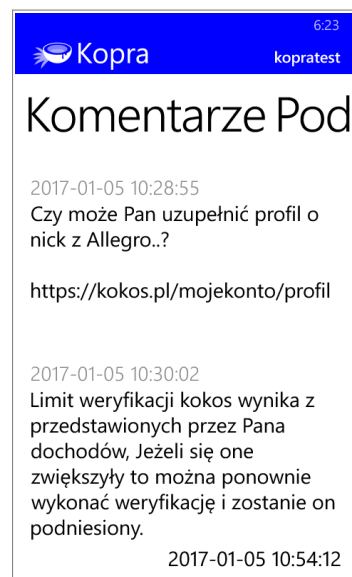 6:23
Kopra
kopratest
Komentarze Pod
2017-01-05 10:28:55
Czy może Pan uzupełnić profil o
nick z Allegro..?
https://kokos.pl/mojekonto/profil
2017-01-05 10:30:02
Limit weryfikacji kokos wynika z
przedstawionych przez Pana
dochodów, Jeżeli się one
zwiększyły to można ponownie
wykonać weryfikację i zostanie on
podniesiony.
2017-01-05 10:54:12